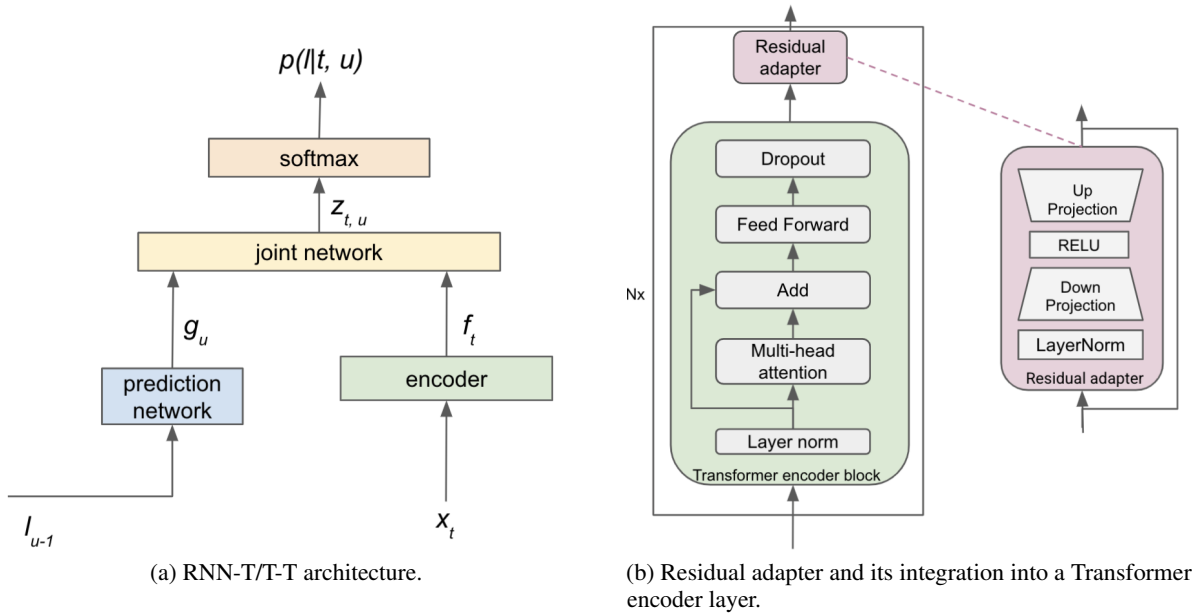 p(l|t, u)
softmax
z_{t, u}
joint network
g_u
f_t
prediction
network
encoder
l_{u-1}
x_t
(a) RNN-T/T-T architecture.
Residual
adapter
Dropout
Feed Forward
Add
Nx
Multi-head
attention
Layer norm
Transformer encoder block
Up
Projection
RELU
Down
Projection
LayerNorm
Residual adapter
(b) Residual adapter and its integration into a Transformer
encoder layer.